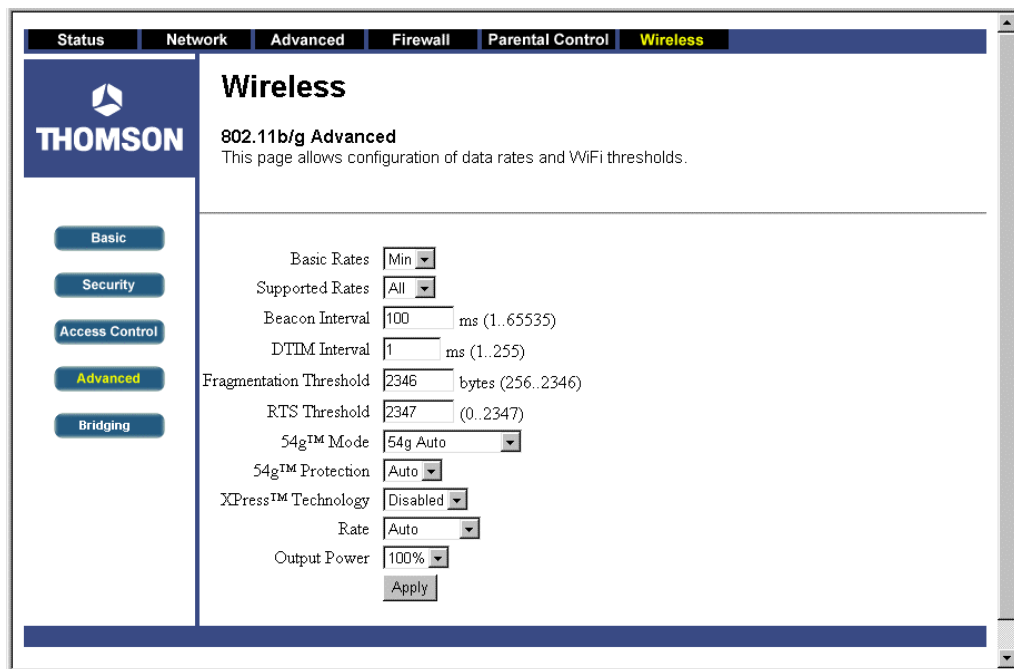 Status Network Advanced Firewall Parental Control Wireless
THOMSON
Wireless
802.11b/g Advanced
This page allows configuration of data rates and WiFi thresholds.
Basic
Security
Access Control
Advanced
Bridging
Basic Rates Min
Supported Rates All
Beacon Interval 100 ms (1..65535)
DTIM Interval 1 ms (1..255)
Fragmentation Threshold 2346 bytes (256..2346)
RTS Threshold 2347 (0..2347)
54g™ Mode 54g Auto
54g™ Protection Auto
XPress™ Technology Disabled
Rate Auto
Output Power 100%
Apply